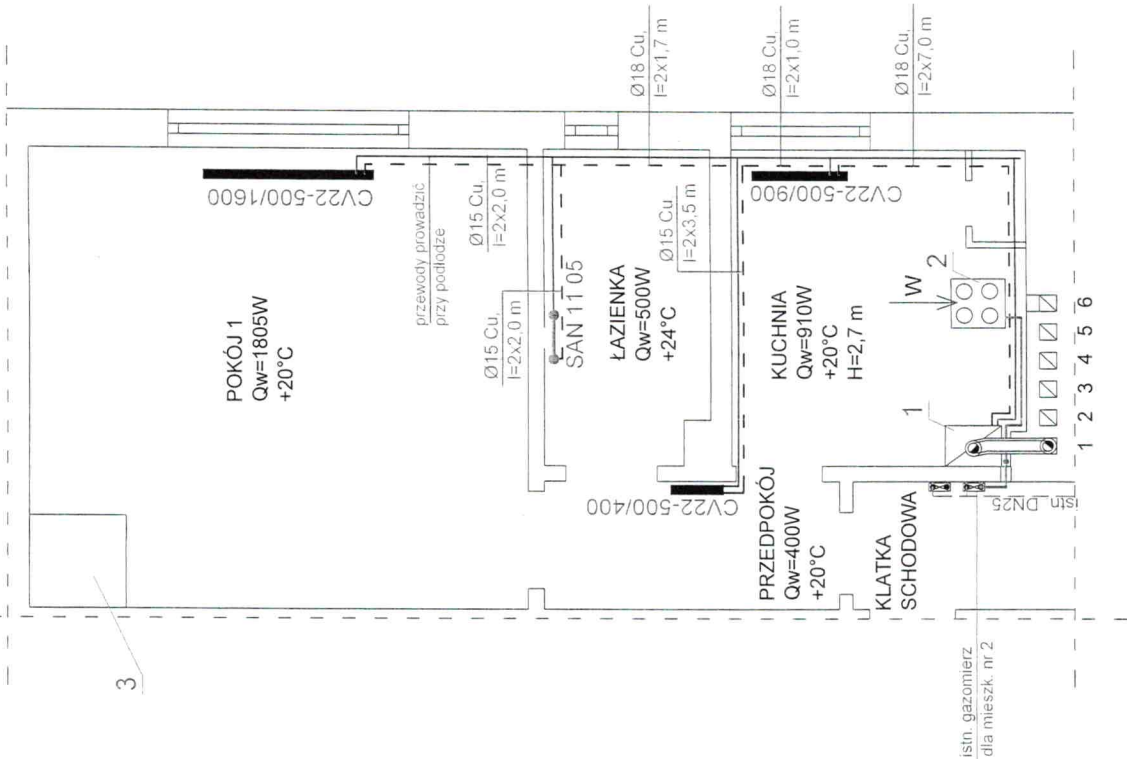 3
POKÓJ 1
Qw=1805W
+20°C
CV22-500/1600
przewody prowadzić
przy podłodze
Ø15 Cu,
l=2x2,0 m
Ø15 Cu,
l=2x2,0 m
SAN 11 05
ŁAZIENKA
Qw=500W
+24°C
Ø18 Cu,
l=2x1,7 m
Ø15 Cu,
l=2x3,5 m
Ø18 Cu,
l=2x1,0 m
CV22-500/900
Ø18 Cu,
l=2x7,0 m
CV22-500/400
PRZEDPOKÓJ
Qw=400W
+20°C
KUCHNIA
Qw=910W
+20°C
H=2,7 m
W
2
1
KLATKA
SCHODOWA
istn. DN25
istn. gazomierz
dla mieszk. nr 2
1 2 3 4 5 6